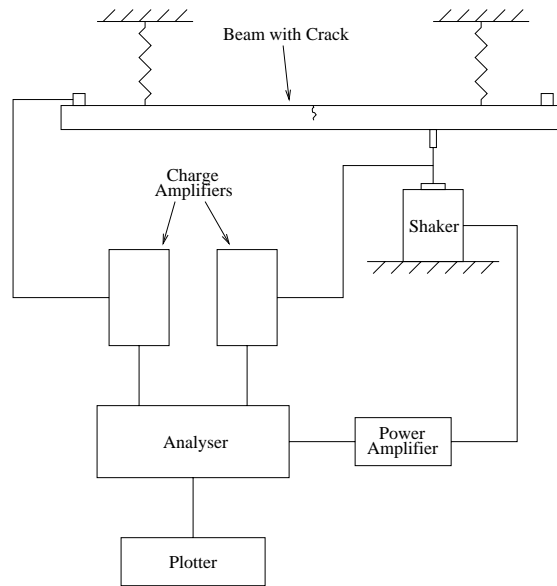 Beam with Crack
Charge
Amplifiers
Shaker
Analyser
Power
Amplifier
Plotter